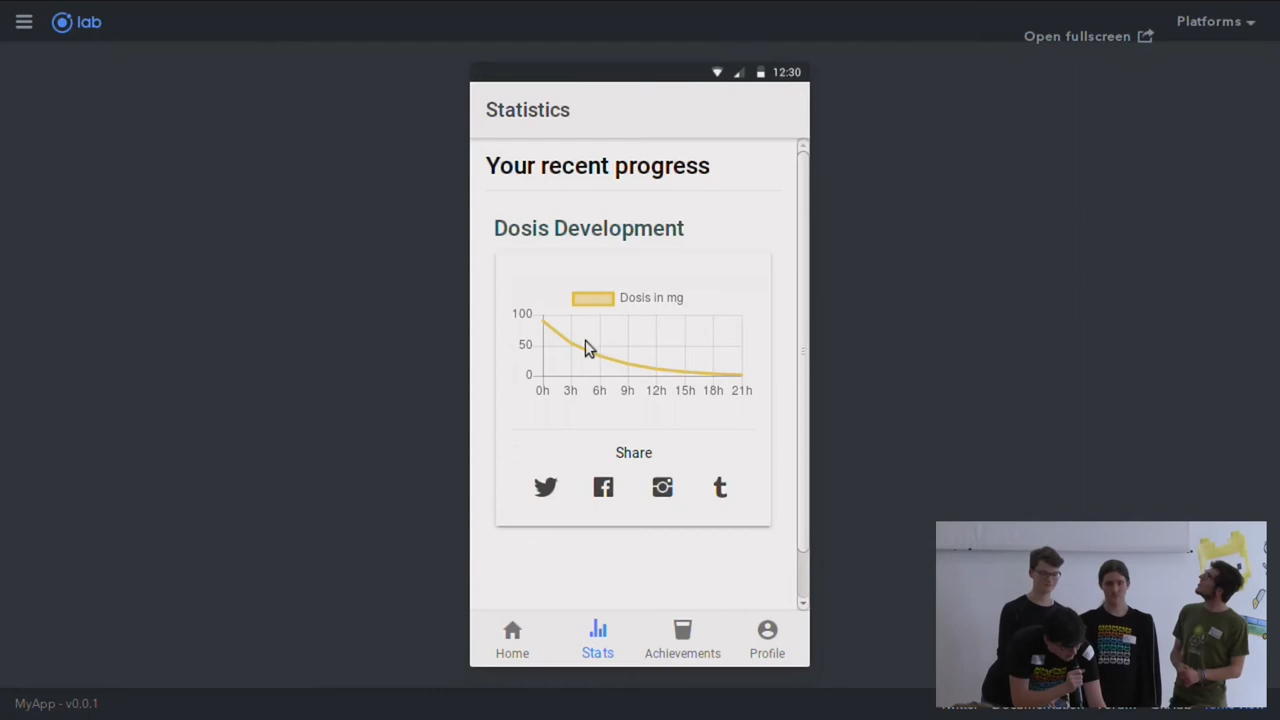 lab
Platforms
Open fullscreen
12:30
Statistics
Your recent progress
Dosis Development
Dosis in mg
100
50
0
0h 3h 6h 9h 12h 15h 18h 21h
Share
Home
Stats
Achievements
Profile
MyApp - v0.0.1